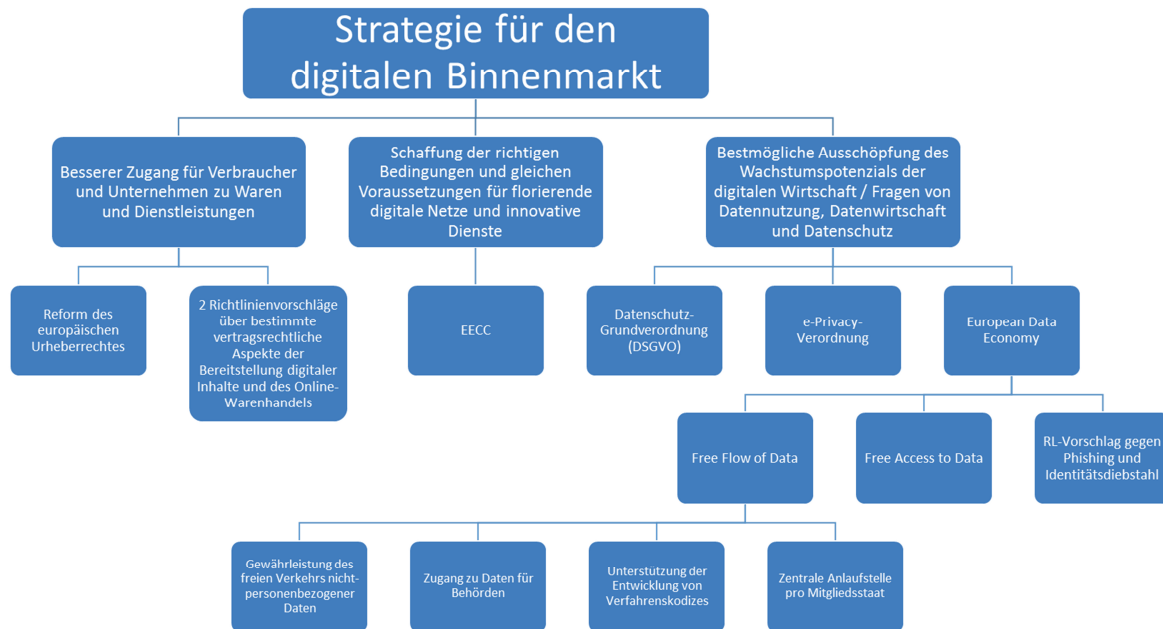 Strategie für den
digitalen Binnenmarkt
Besserer Zugang für Verbraucher
und Unternehmen zu Waren
und Dienstleistungen
Schaffung der richtigen
Bedingungen und gleichen
Voraussetzungen für florierende
digitale Netze und innovative
Dienste
Bestmögliche Ausschöpfung des
Wachstumspotenzials der
digitalen Wirtschaft / Fragen von
Datennutzung, Datenwirtschaft
und Datenschutz
Reform des
europäischen
Urheberrechtes
2 Richtlinienvorschläge
über bestimmte
vertragsrechtliche
Aspekte der
Bereitstellung digitaler
Inhalte und des Online-
Warenhandels
EECC
Datenschutz-
Grundverordnung
(DSGVO)
e-Privacy-
Verordnung
European Data
Economy
Free Flow of Data
Free Access to Data
RL-Vorschlag gegen
Phishing und
Identitätsdiebstahl
Gewährleistung des
freien Verkehrs nicht-
personenbezogener
Daten
Zugang zu Daten für
Behörden
Unterstützung der
Entwicklung von
Verfahrenskodizes
Zentrale Anlaufstelle
pro Mitgliedsstaat